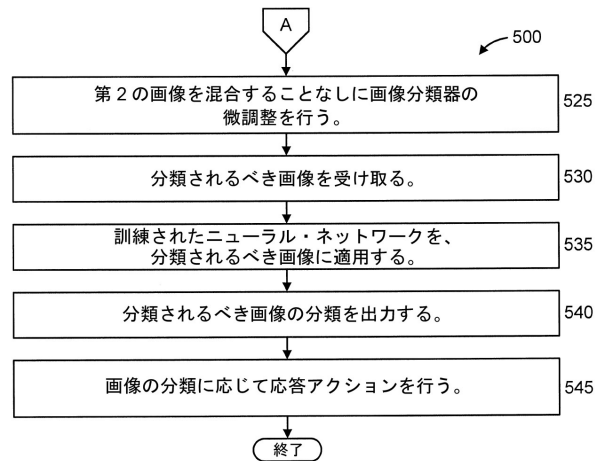 A
500
第２の画像を混合することなしに画像分類器の
微調整を行う。
525
分類されるべき画像を受け取る。
530
訓練されたニューラル・ネットワークを、
分類されるべき画像に適用する。
535
分類されるべき画像の分類を出力する。
540
画像の分類に応じて応答アクションを行う。
545
終了